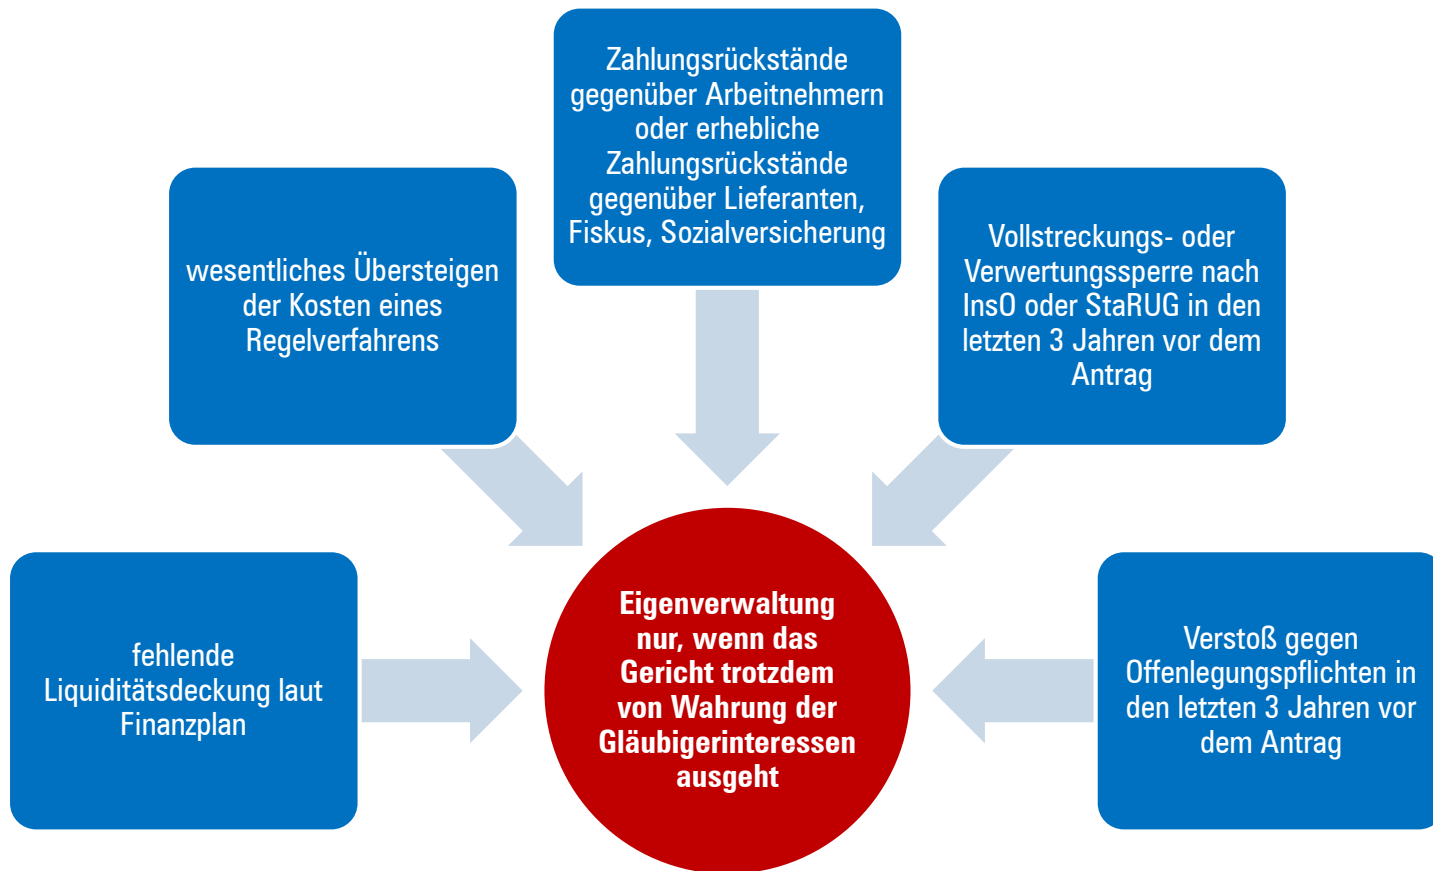 Zahlungsrückstände
gegenüber Arbeitnehmern
oder erhebliche
Zahlungsrückstände
gegenüber Lieferanten,
Fiskus, Sozialversicherung
wesentliches Übersteigen
der Kosten eines
Regelverfahrens
Vollstreckungs- oder
Verwertungssperre nach
InsO oder StaRUG in den
letzten 3 Jahren vor dem
Antrag
fehlende
Liquiditätsdeckung laut
Finanzplan
Eigenverwaltung
nur, wenn das
Gericht trotzdem
von Wahrung der
Gläubigerinteressen
ausgeht
Verstoß gegen
Offenlegungspflichten in
den letzten 3 Jahren vor
dem Antrag